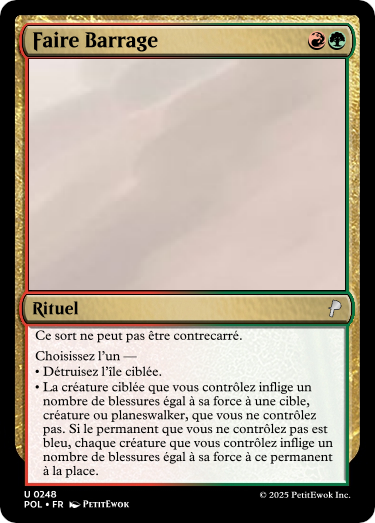 Faire Barrage
Rituel
Ce sort ne peut pas être contrecarré.
Choisissez l'un —
• Détruisez l'île ciblée.
• La créature ciblée que vous contrôlez inflige un
nombre de blessures égal à sa force à une cible,
créature ou planeswalker, que vous ne contrôlez
pas. Si le permanent que vous ne contrôlez pas est
bleu, chaque créature que vous contrôlez inflige un
nombre de blessures égal à sa force à ce permanent
à la place.
U 0248
POL • FR PetitEwok
© 2025 PetitEwok Inc.